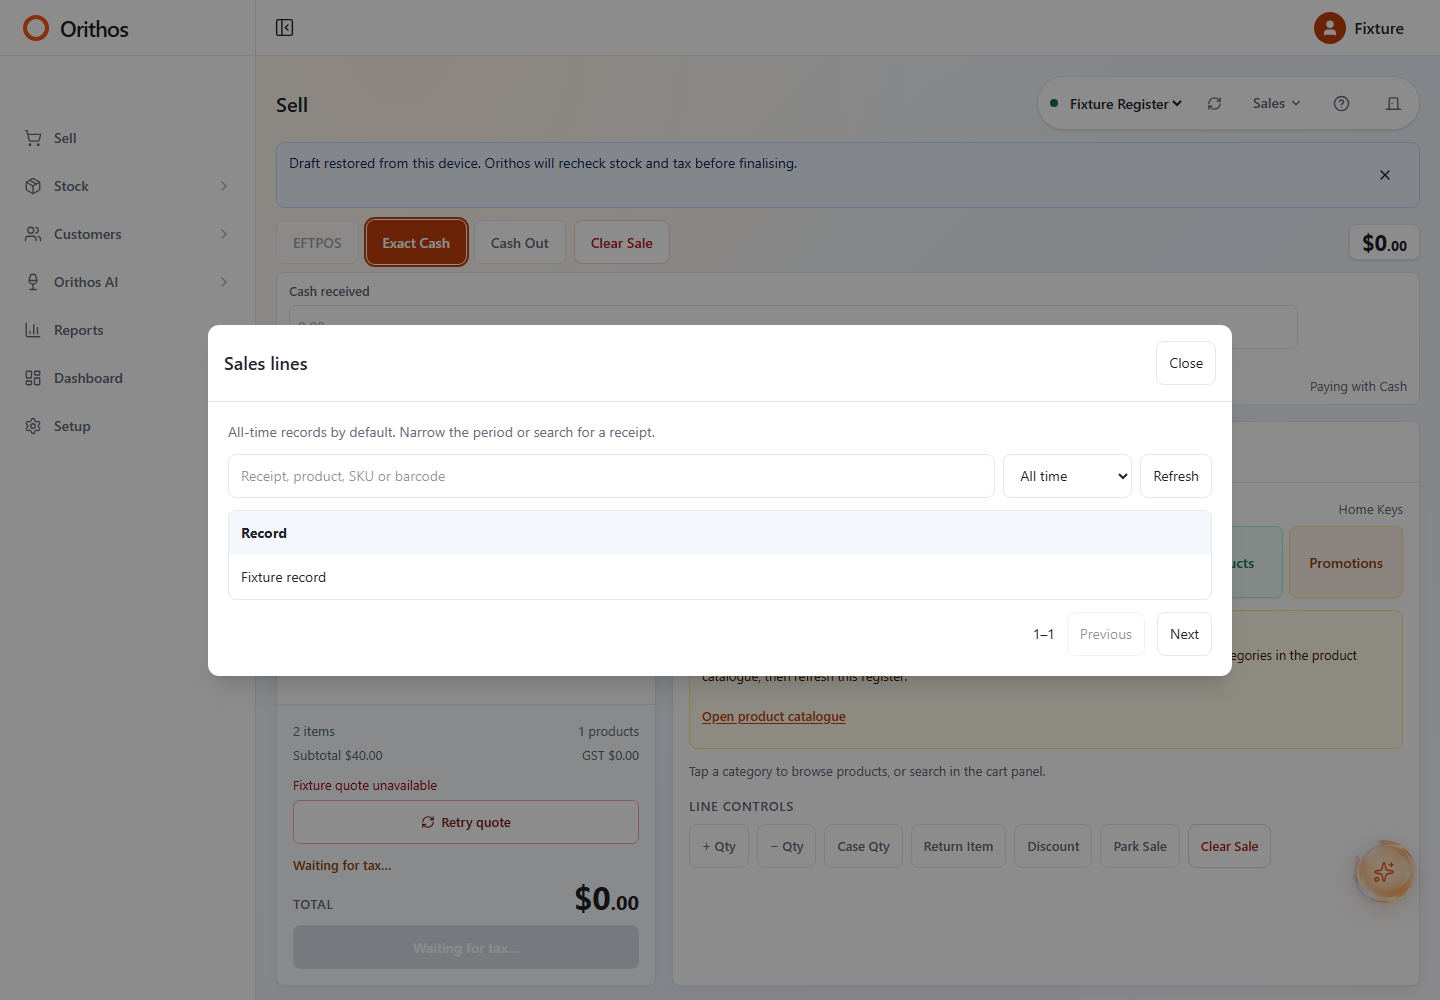 Orithos
Fixture
Sell
Stock
Customers
Orithos AI
Reports
Dashboard
Setup
Sell
Fixture Register
Sales
Draft restored from this device. Orithos will recheck stock and tax before finalising.
EFTPOS
Exact Cash
Cash Out
Clear Sale
$0.00
Cash received
Paying with Cash
Sales lines
Close
All-time records by default. Narrow the period or search for a receipt.
Receipt, product, SKU or barcode
All time
Refresh
Record
Fixture record
1–1
Previous
Next
Home Keys
Promotions
in the product
catalogue, then refresh this register.
Open product catalogue
Tap a category to browse products, or search in the cart panel.
LINE CONTROLS
+ Qty
− Qty
Case Qty
Return Item
Discount
Park Sale
Clear Sale
2 items
1 products
Subtotal $40.00
GST $0.00
Fixture quote unavailable
Retry quote
Waiting for tax...
TOTAL
$0.00
Waiting for tax...